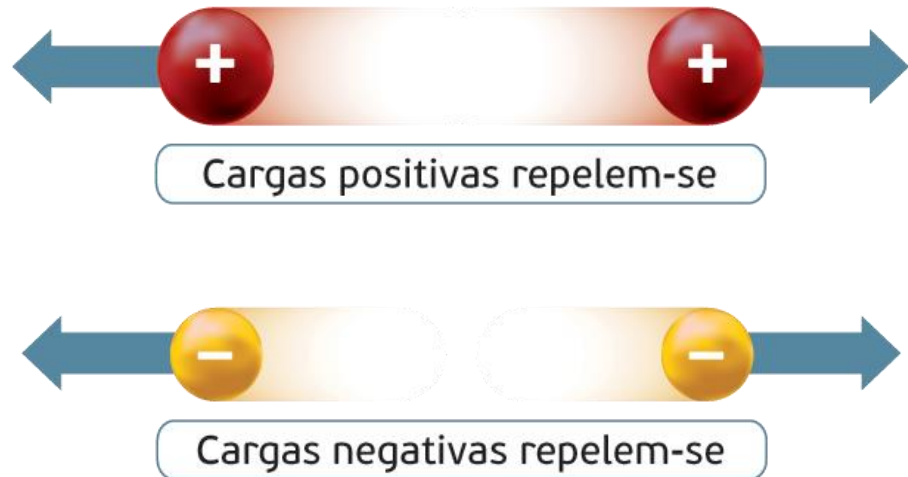 + +
Cargas positivas repelem-se
– –
Cargas negativas repelem-se